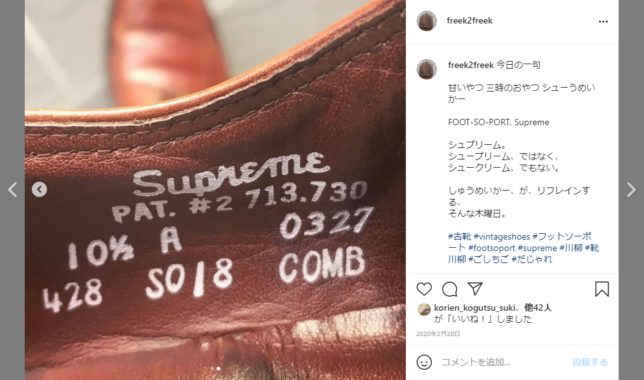 Supreme
PAT. #2 713.730
10½ A 0327
428 SO18 COMB
freek2freek
freek2freek 今日の一句
甘いやつ 三時のおやつ シューうめい
かー
FOOT-SO-PORT, Supreme
シュプリーム。
シュープリーム、ではなく、
シュークリーム、でもない。
しゅうめいかー、が、リフレインす
る、
そんな木曜日。
#古靴 #vintageshoes #フットソーポ
ート #footsoport #supreme #川柳 #靴
川柳 #ごしちご #だじゃれ
korien_kogutsu_suki、他42人
が「いいね！」しました
2020年2月20日
コメントを追加...
投稿する